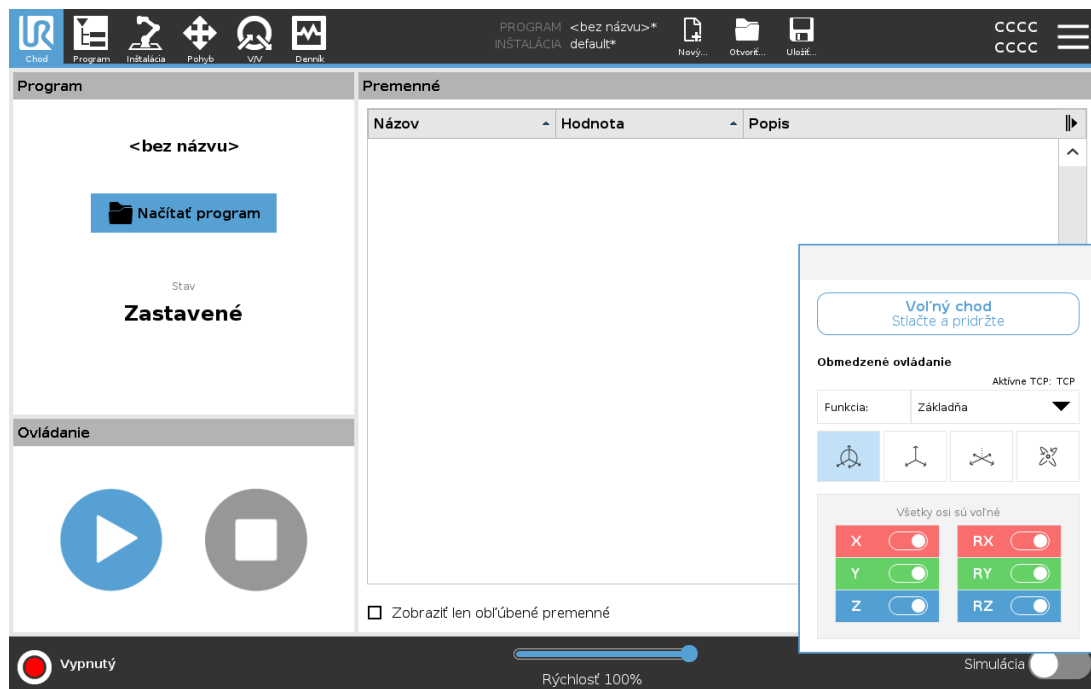 UR
Chod
Program
Inštalácia
Pohyb
V/V
Denník
PROGRAM <bez názvu>*
INŠTALÁCIA default*
Nový...
Otvoriť...
Uložiť...
CCCC
CCCC
Program
<bez názvu>
Načítať program
Stav
Zastavené
Ovládanie
Premenné
Názov
Hodnota
Popis
Zobraziť len obľúbené premenné
Voľný chod
Stlačte a pridržte
Obmedzené ovládanie
Aktívne TCP: TCP
Funkcia:
Základňa
Všetky osi sú voľné
X
RX
Y
RY
Z
RZ
Vypnutý
Rýchlosť 100%
Simulácia